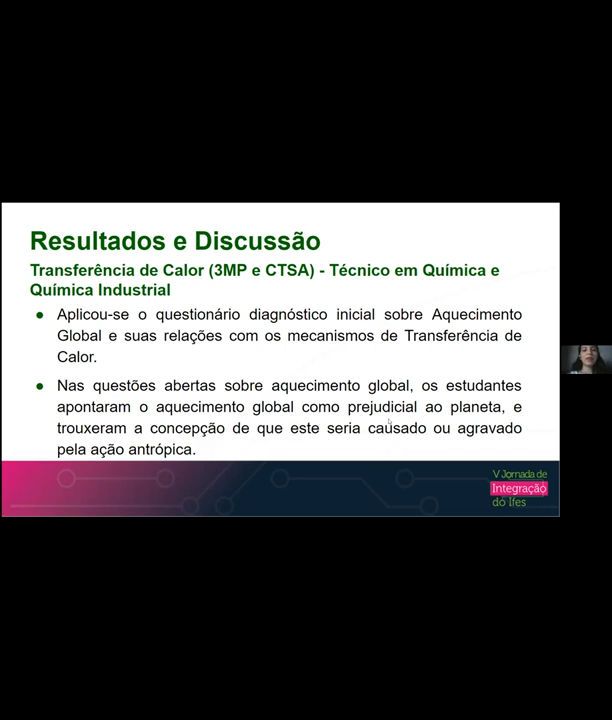 Resultados e Discussão
Transferência de Calor (3MP e CTSA) - Técnico em Química e
Química Industrial
● Aplicou-se o questionário diagnóstico inicial sobre Aquecimento
Global e suas relações com os mecanismos de Transferência de
Calor.
● Nas questões abertas sobre aquecimento global, os estudantes
apontaram o aquecimento global como prejudicial ao planeta, e
trouxeram a concepção de que este seria causado ou agravado
pela ação antrópica.
V Jornada de
Integração
do Ifes